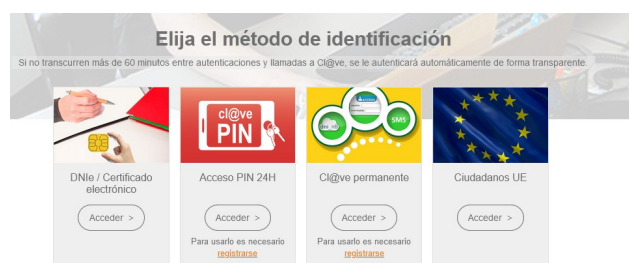 Elija el método de identificación
Si no transcurren más de 60 minutos entre autenticaciones y llamadas a Cl@ve, se le autenticará automáticamente de forma transparente.
cl@ve
PIN
SMS
DNIe / Certificado
electrónico
Acceder >
Acceso PIN 24H
Acceder >
Para usarlo es necesario
registrarse
Cl@ve permanente
Acceder >
Para usarlo es necesario
registrarse
Ciudadanos UE
Acceder >